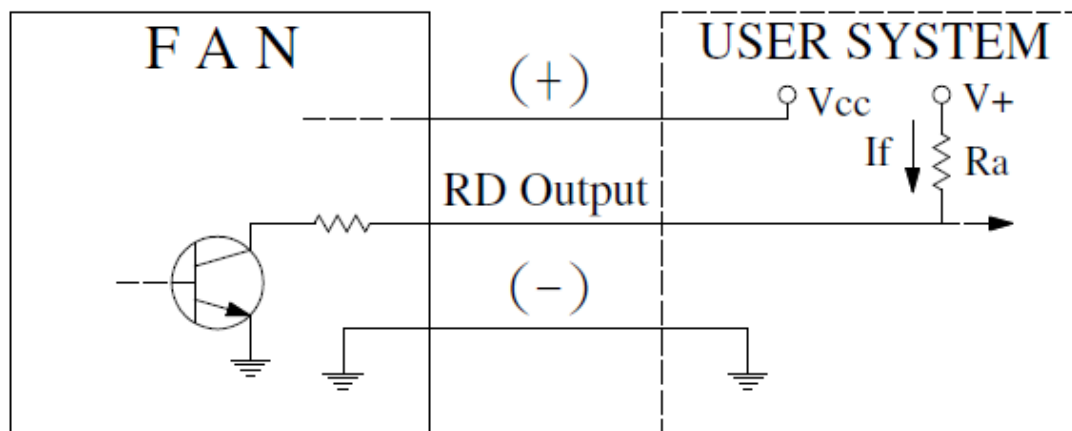 F A N
USER SYSTEM
(+)
Vcc
V+
If
Ra
RD Output
(-)